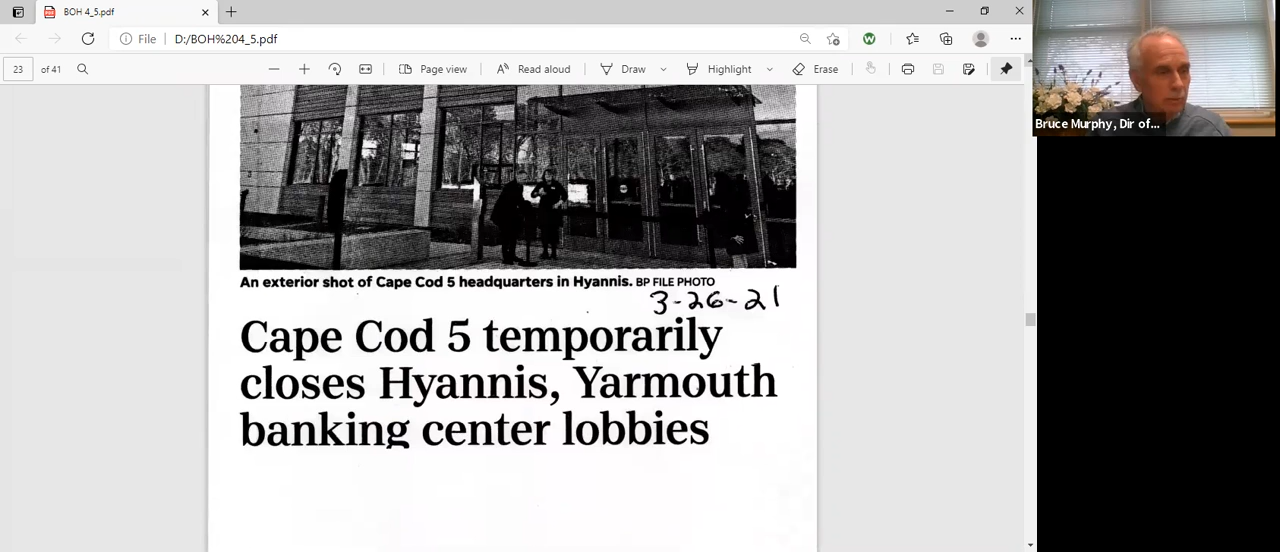 BOH 4_5.pdf
File
D:/BOH%204_5.pdf
23 of 41
Page view
Read aloud
Draw
Highlight
Erase
Bruce Murphy, Dir of...
An exterior shot of Cape Cod 5 headquarters in Hyannis. BP FILE PHOTO
3-26-21
Cape Cod 5 temporarily
closes Hyannis, Yarmouth
banking center lobbies